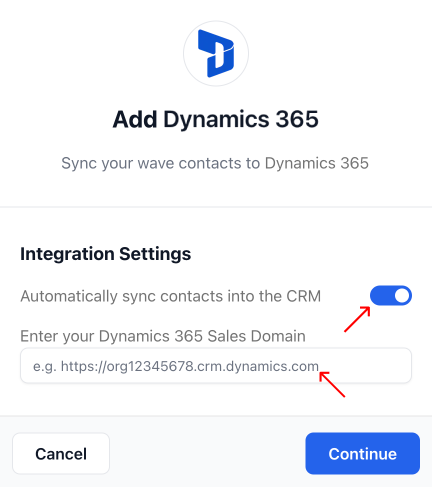 Add Dynamics 365
Sync your wave contacts to Dynamics 365
Integration Settings
Automatically sync contacts into the CRM
Enter your Dynamics 365 Sales Domain
e.g. https://org12345678.crm.dynamics.com
Cancel
Continue